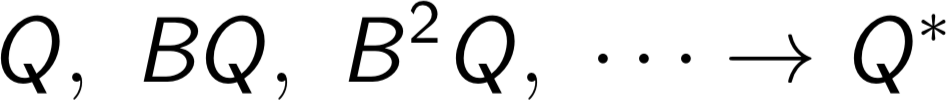 Q, BQ, B²Q, ··· → Q*